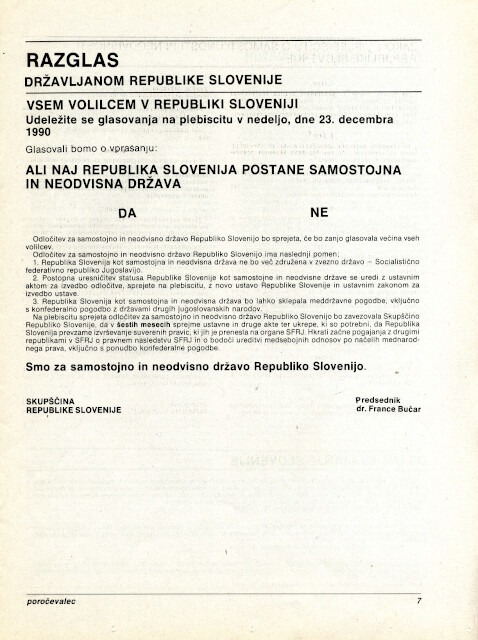 RAZGLAS
DRŽAVLJANOM REPUBLIKE SLOVENIJE
VSEM VOLILCEM V REPUBLIKI SLOVENIJI
Udeležite se glasovanja na plebiscitu v nedeljo, dne 23. decembra
1990
Glasovali bomo o vprašanju:
ALI NAJ REPUBLIKA SLOVENIJA POSTANE SAMOSTOJNA
IN NEODVISNA DRŽAVA
DA NE
Odločitev za samostojno in neodvisno državo Republiko Slovenijo bo sprejeta, če bo zanjo glasovala večina vseh
volilcev.
Odločitev za samostojno in neodvisno državo Republiko Slovenijo ima naslednji pomen:
1. Republika Slovenija kot samostojna in neodvisna država ne bo več združena v zvezno državo – Socialistično
federativno republiko Jugoslavijo.
2. Postopna uresničitev statusa Republike Slovenije kot samostojne in neodvisne države se uredi z ustavnim
aktom za izvedbo odločitve, sprejete na plebiscitu, z novo ustavo Republike Slovenije in ustavnim zakonom za
izvedbo ustave.
3. Republika Slovenija kot samostojna in neodvisna država bo lahko sklepala meddržavne pogodbe, vključno
s konfederalno pogodbo z državami drugih jugoslovanskih narodov.
Na plebiscitu sprejeta odločitev za samostojno in neodvisno državo Republiko Slovenijo bo zavezovala Skupščino
Republike Slovenije, da v šestih mesecih sprejme ustavne in druge akte ter ukrepe, ki so potrebni, da Republika
Slovenija prevzame izvrševanje suverenih pravic, ki jih je prenesla na organe SFRJ. Hkrati začne pogajanja z drugimi
republikami v SFRJ o pravnem nasledstvu SFRJ in o bodoči ureditvi medsebojnih odnosov po načelih mednarod-
nega prava, vključno s ponudbo konfederalne pogodbe.
Smo za samostojno in neodvisno državo Republiko Slovenijo.
SKUPŠČINA Predsednik
REPUBLIKE SLOVENIJE dr. France Bučar
poročevalec 7